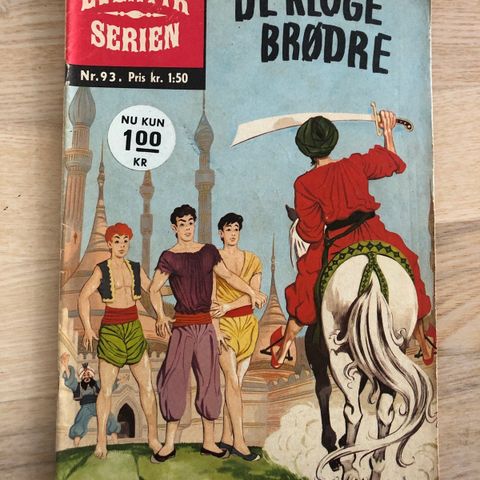 SERIEN
Nr. 93. Pris kr. 1:50
DE KLOGE
BRØDRE
NU KUN
1 00
KR